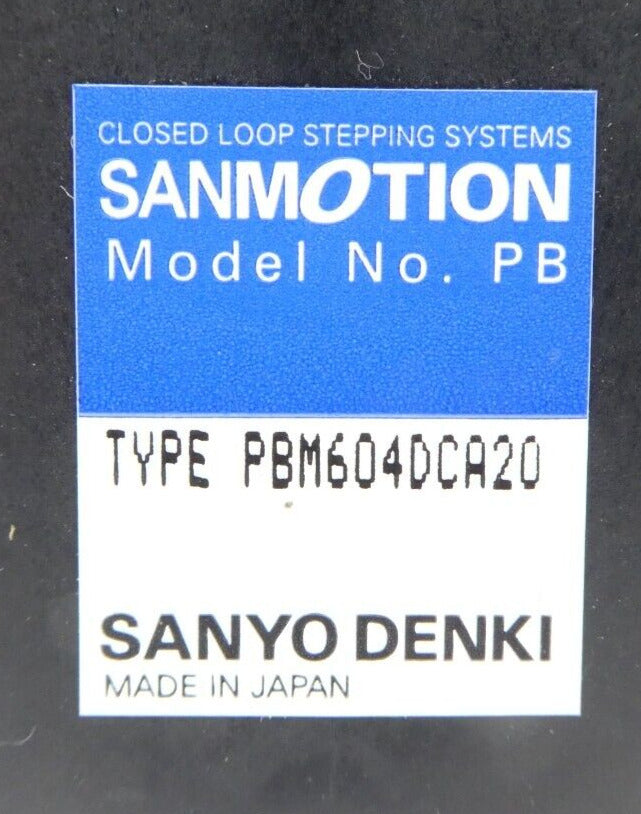 CLOSED LOOP STEPPING SYSTEMS
SANMOTION
Model No. PB
TYPE PBM604DCA20
SANYO DENKI
MADE IN JAPAN